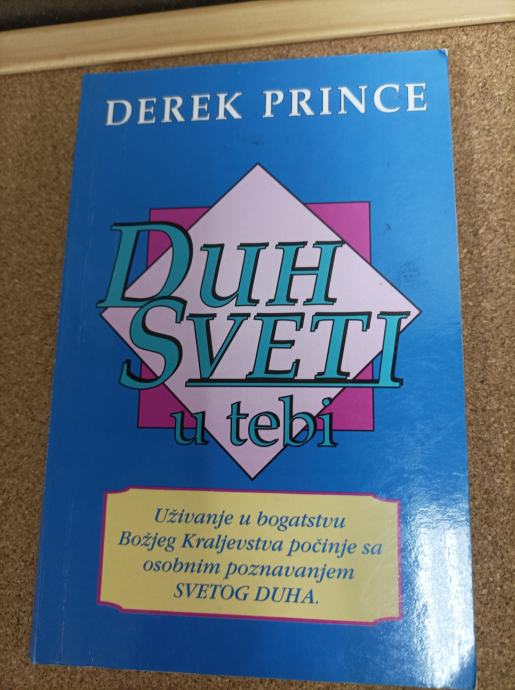 DEREK PRINCE
DUH
SVETI
u tebi
Uživanje u bogatstvu
Božjeg Kraljevstva počinje sa
osobnim poznavanjem
SVETOG DUHA.